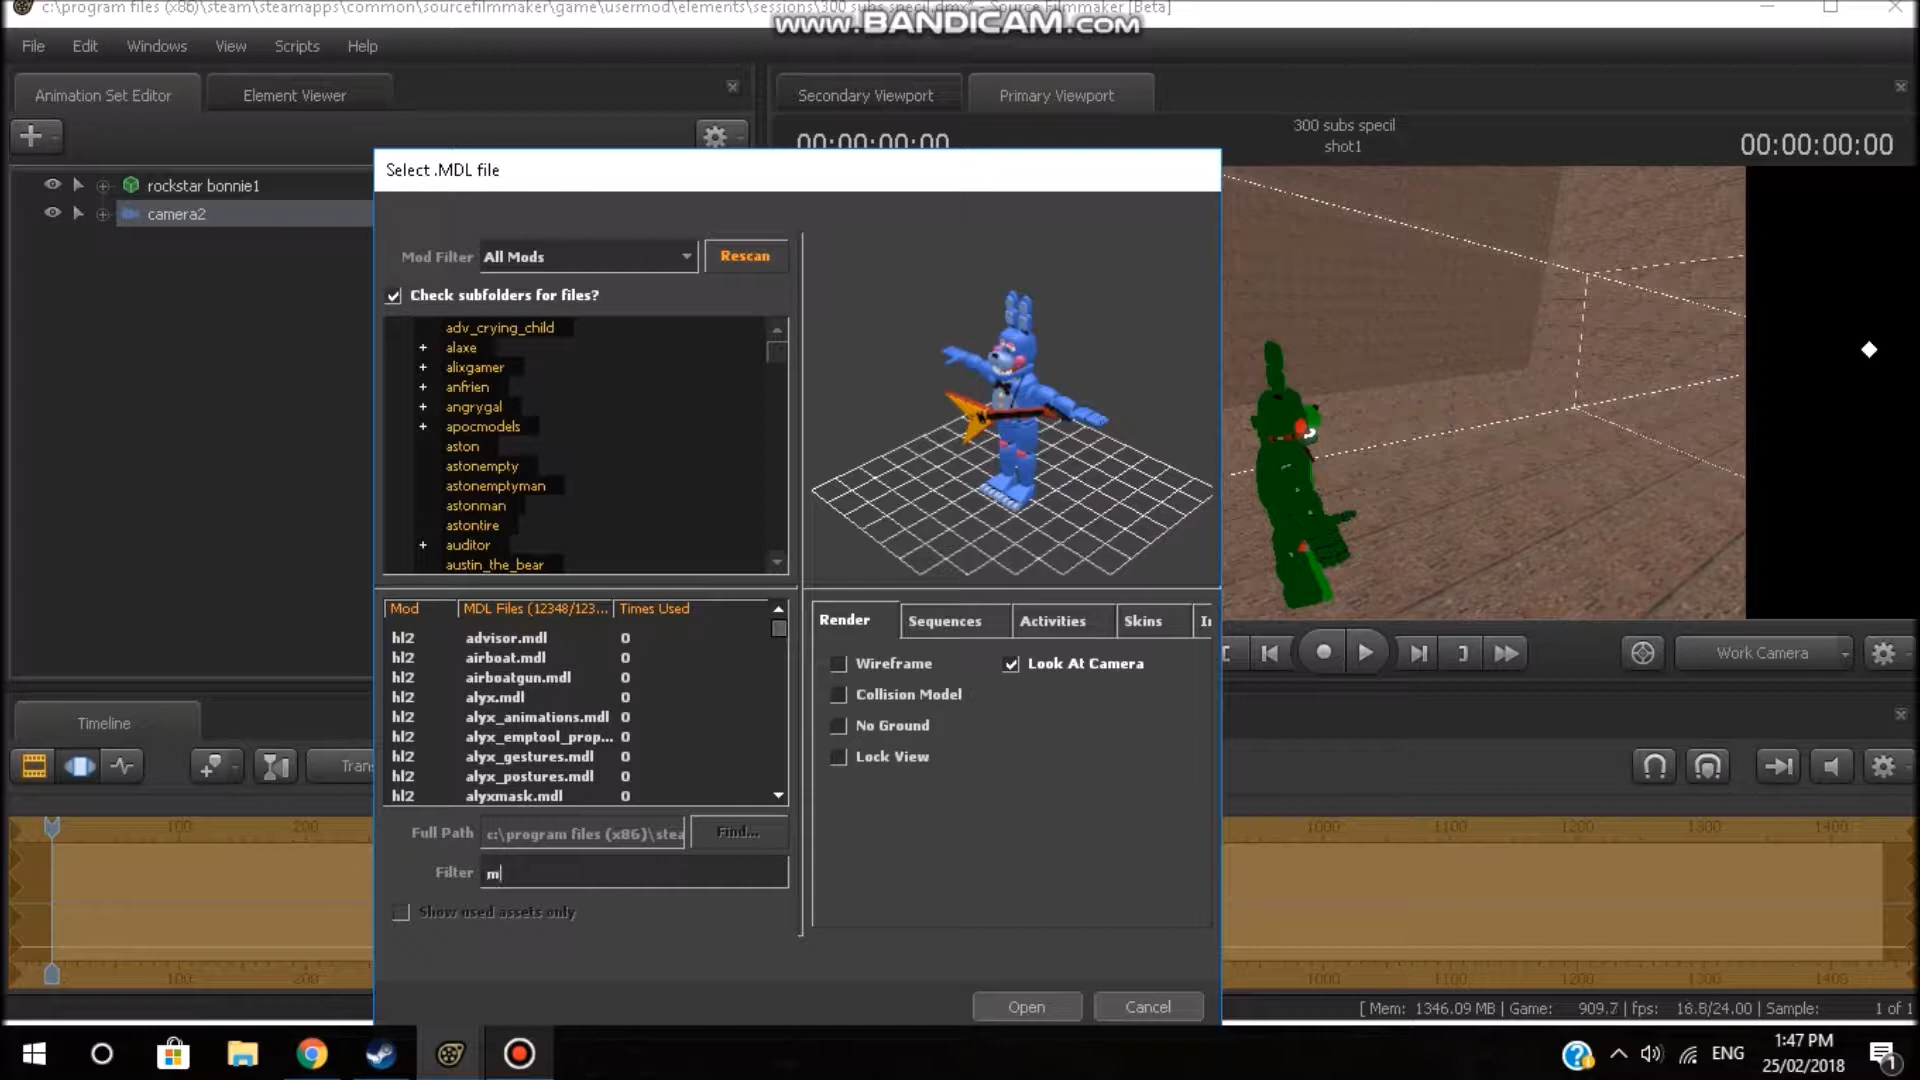 c:\program files (x86)\steam\steamapps\common\sourcefilmmaker\game\usermod\elements\sessions\300 subs specil.dmx* - Source Filmmaker [Beta]
www.BANDICAM.com
File Edit Windows View Scripts Help
Animation Set Editor Element Viewer
Secondary Viewport Primary Viewport
00:00:00:00
300 subs specil
shot1
00:00:00:00
rockstar bonnie1
camera2
Select .MDL file
Mod Filter All Mods Rescan
Check subfolders for files?
adv_crying_child
alaxe
alixgamer
anfrien
angrygal
apocmodels
aston
astonempty
astonemptyman
astonman
astontire
auditor
austin_the_bear
Mod MDL Files (12348/123... Times Used
hl2 advisor.mdl 0
hl2 airboat.mdl 0
hl2 airboatgun.mdl 0
hl2 alyx.mdl 0
hl2 alyx_animations.mdl 0
hl2 alyx_emptool_prop... 0
hl2 alyx_gestures.mdl 0
hl2 alyx_postures.mdl 0
hl2 alyxmask.mdl 0
Full Path c:\program files (x86)\stea Find...
Filter m
Show used assets only
Render Sequences Activities Skins
Wireframe Look At Camera
Collision Model
No Ground
Lock View
Open Cancel
Work Camera
Timeline
Trans
100 200 1000 1100 1200 1300 1400
100 200 1000 1100 1200 1300 1400
[ Mem: 1346.09 MB | Game: 909.7 | fps: 16.8/24.00 | Sample: 1 of 1
ENG
1:47 PM
25/02/2018
1